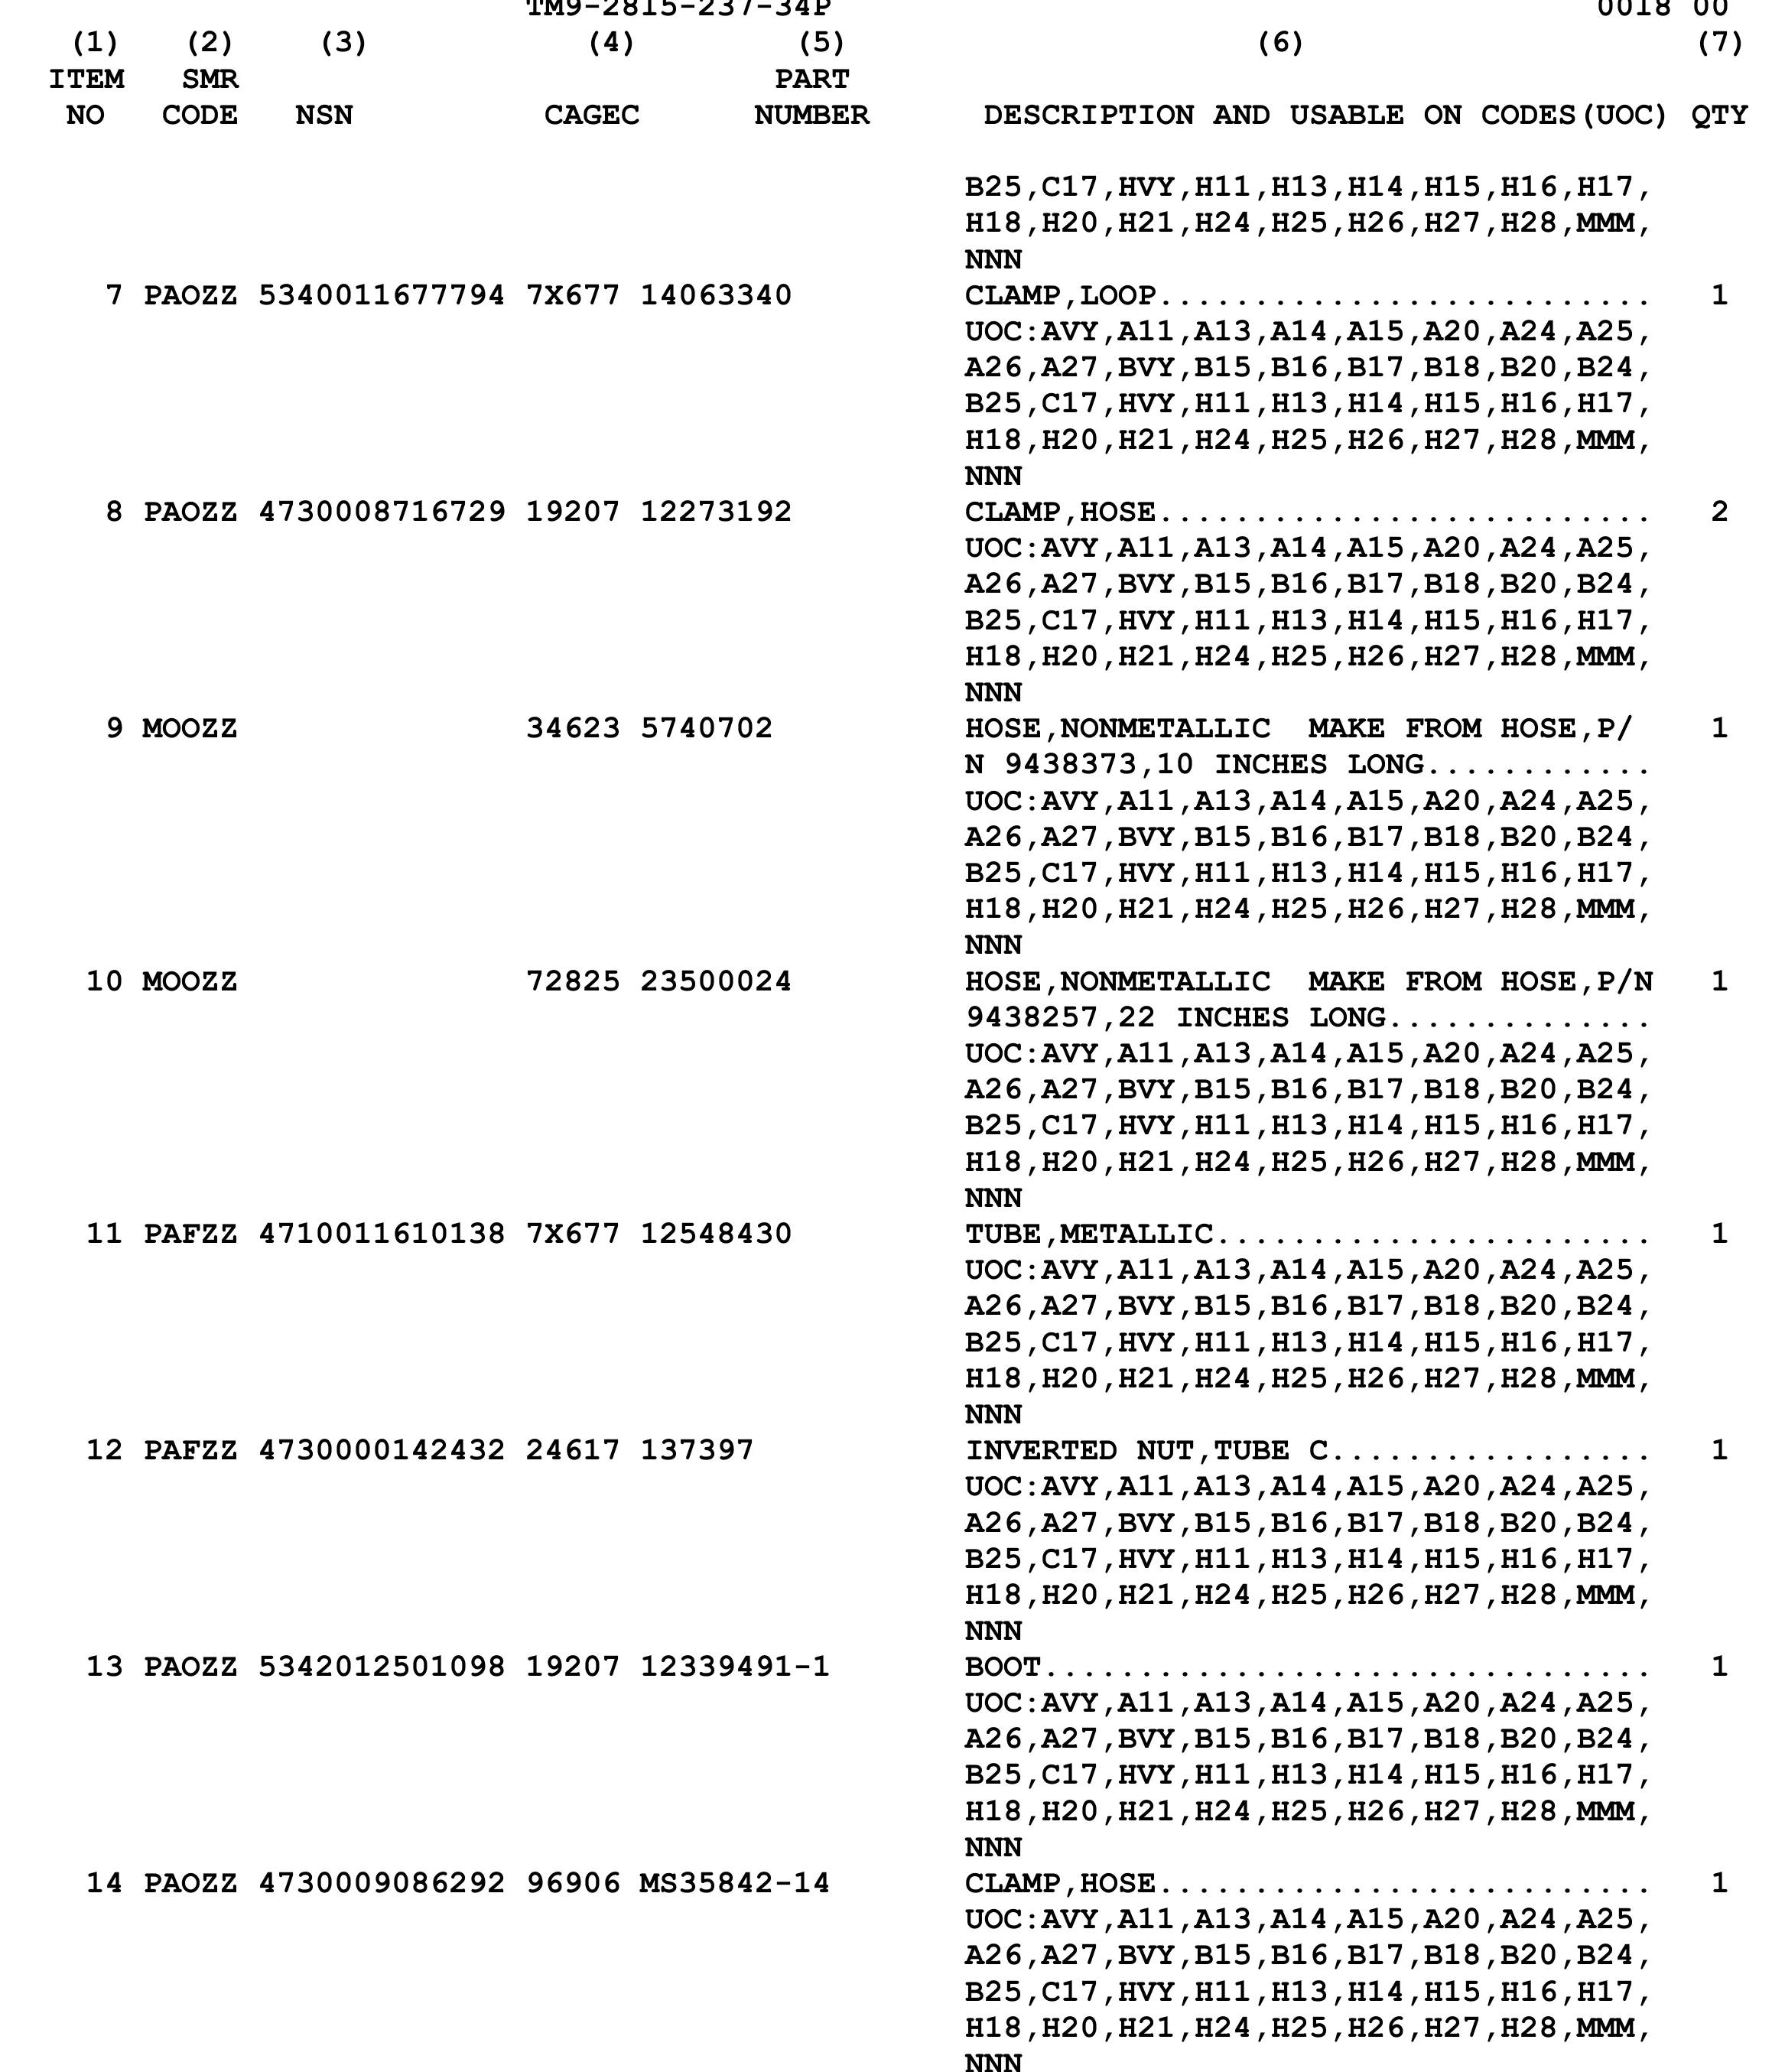 TM9-2815-237-34P 0018 00
(1) (2) (3) (4) (5) (6) (7)
ITEM SMR PART
NO CODE NSN CAGEC NUMBER DESCRIPTION AND USABLE ON CODES(UOC) QTY
B25,C17,HVY,H11,H13,H14,H15,H16,H17,
H18,H20,H21,H24,H25,H26,H27,H28,MMM,
NNN
7 PAOZZ 5340011677794 7X677 14063340 CLAMP,LOOP.......................... 1
UOC:AVY,A11,A13,A14,A15,A20,A24,A25,
A26,A27,BVY,B15,B16,B17,B18,B20,B24,
B25,C17,HVY,H11,H13,H14,H15,H16,H17,
H18,H20,H21,H24,H25,H26,H27,H28,MMM,
NNN
8 PAOZZ 4730008716729 19207 12273192 CLAMP,HOSE.......................... 2
UOC:AVY,A11,A13,A14,A15,A20,A24,A25,
A26,A27,BVY,B15,B16,B17,B18,B20,B24,
B25,C17,HVY,H11,H13,H14,H15,H16,H17,
H18,H20,H21,H24,H25,H26,H27,H28,MMM,
NNN
9 MOOZZ 34623 5740702 HOSE,NONMETALLIC  MAKE FROM HOSE,P/ 1
N 9438373,10 INCHES LONG............
UOC:AVY,A11,A13,A14,A15,A20,A24,A25,
A26,A27,BVY,B15,B16,B17,B18,B20,B24,
B25,C17,HVY,H11,H13,H14,H15,H16,H17,
H18,H20,H21,H24,H25,H26,H27,H28,MMM,
NNN
10 MOOZZ 72825 23500024 HOSE,NONMETALLIC  MAKE FROM HOSE,P/N 1
9438257,22 INCHES LONG..............
UOC:AVY,A11,A13,A14,A15,A20,A24,A25,
A26,A27,BVY,B15,B16,B17,B18,B20,B24,
B25,C17,HVY,H11,H13,H14,H15,H16,H17,
H18,H20,H21,H24,H25,H26,H27,H28,MMM,
NNN
11 PAFZZ 4710011610138 7X677 12548430 TUBE,METALLIC....................... 1
UOC:AVY,A11,A13,A14,A15,A20,A24,A25,
A26,A27,BVY,B15,B16,B17,B18,B20,B24,
B25,C17,HVY,H11,H13,H14,H15,H16,H17,
H18,H20,H21,H24,H25,H26,H27,H28,MMM,
NNN
12 PAFZZ 4730000142432 24617 137397 INVERTED NUT,TUBE C................. 1
UOC:AVY,A11,A13,A14,A15,A20,A24,A25,
A26,A27,BVY,B15,B16,B17,B18,B20,B24,
B25,C17,HVY,H11,H13,H14,H15,H16,H17,
H18,H20,H21,H24,H25,H26,H27,H28,MMM,
NNN
13 PAOZZ 5342012501098 19207 12339491-1 BOOT................................ 1
UOC:AVY,A11,A13,A14,A15,A20,A24,A25,
A26,A27,BVY,B15,B16,B17,B18,B20,B24,
B25,C17,HVY,H11,H13,H14,H15,H16,H17,
H18,H20,H21,H24,H25,H26,H27,H28,MMM,
NNN
14 PAOZZ 4730009086292 96906 MS35842-14 CLAMP,HOSE.......................... 1
UOC:AVY,A11,A13,A14,A15,A20,A24,A25,
A26,A27,BVY,B15,B16,B17,B18,B20,B24,
B25,C17,HVY,H11,H13,H14,H15,H16,H17,
H18,H20,H21,H24,H25,H26,H27,H28,MMM,
NNN